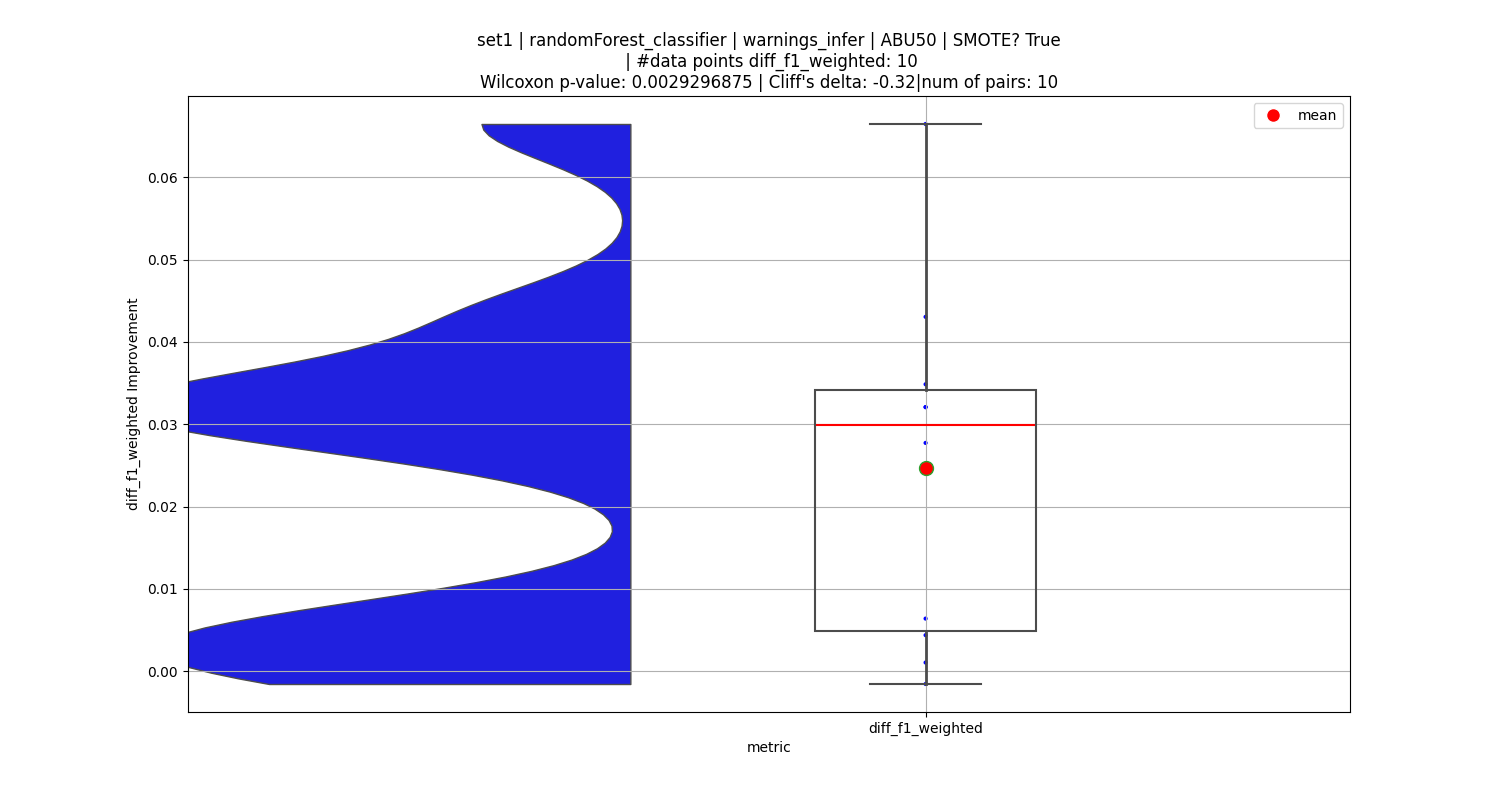 set1 | randomForest_classifier | warnings_infer | ABU50 | SMOTE? True
| #data points diff_f1_weighted: 10
Wilcoxon p-value: 0.0029296875 | Cliff's delta: -0.32|num of pairs: 10
mean
0.06
0.05
0.04
0.03
0.02
0.01
0.00
diff_f1_weighted Improvement
diff_f1_weighted
metric